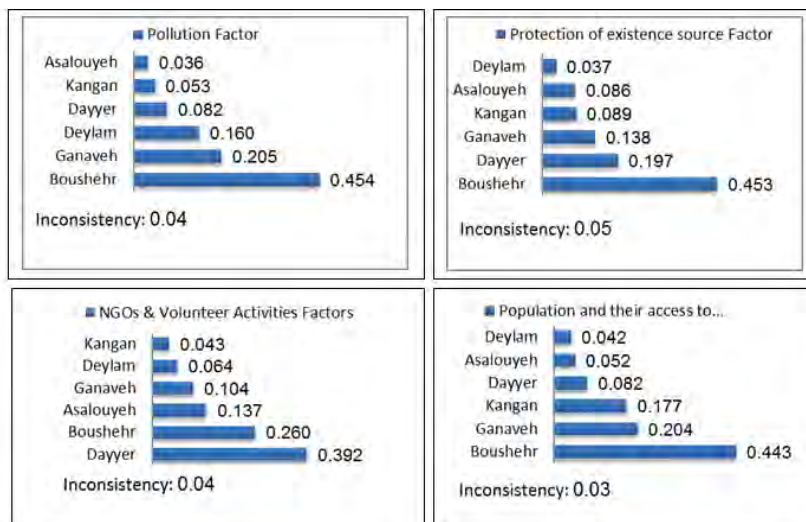 Pollution Factor
Asalouyeh 0.036
Kangan 0.053
Dayyer 0.082
Deylam 0.160
Ganaveh 0.205
Boushehr 0.454
Inconsistency: 0.04
Protection of existence source Factor
Deylam 0.037
Asalouyeh 0.086
Kangan 0.089
Ganaveh 0.138
Dayyer 0.197
Boushehr 0.453
Inconsistency: 0.05
NGOs & Volunteer Activities Factors
Kangan 0.043
Deylam 0.064
Ganaveh 0.104
Asalouyeh 0.137
Boushehr 0.260
Dayyer 0.392
Inconsistency: 0.04
Population and their access to...
Deylam 0.042
Asalouyeh 0.052
Dayyer 0.082
Kangan 0.177
Ganaveh 0.204
Boushehr 0.443
Inconsistency: 0.03